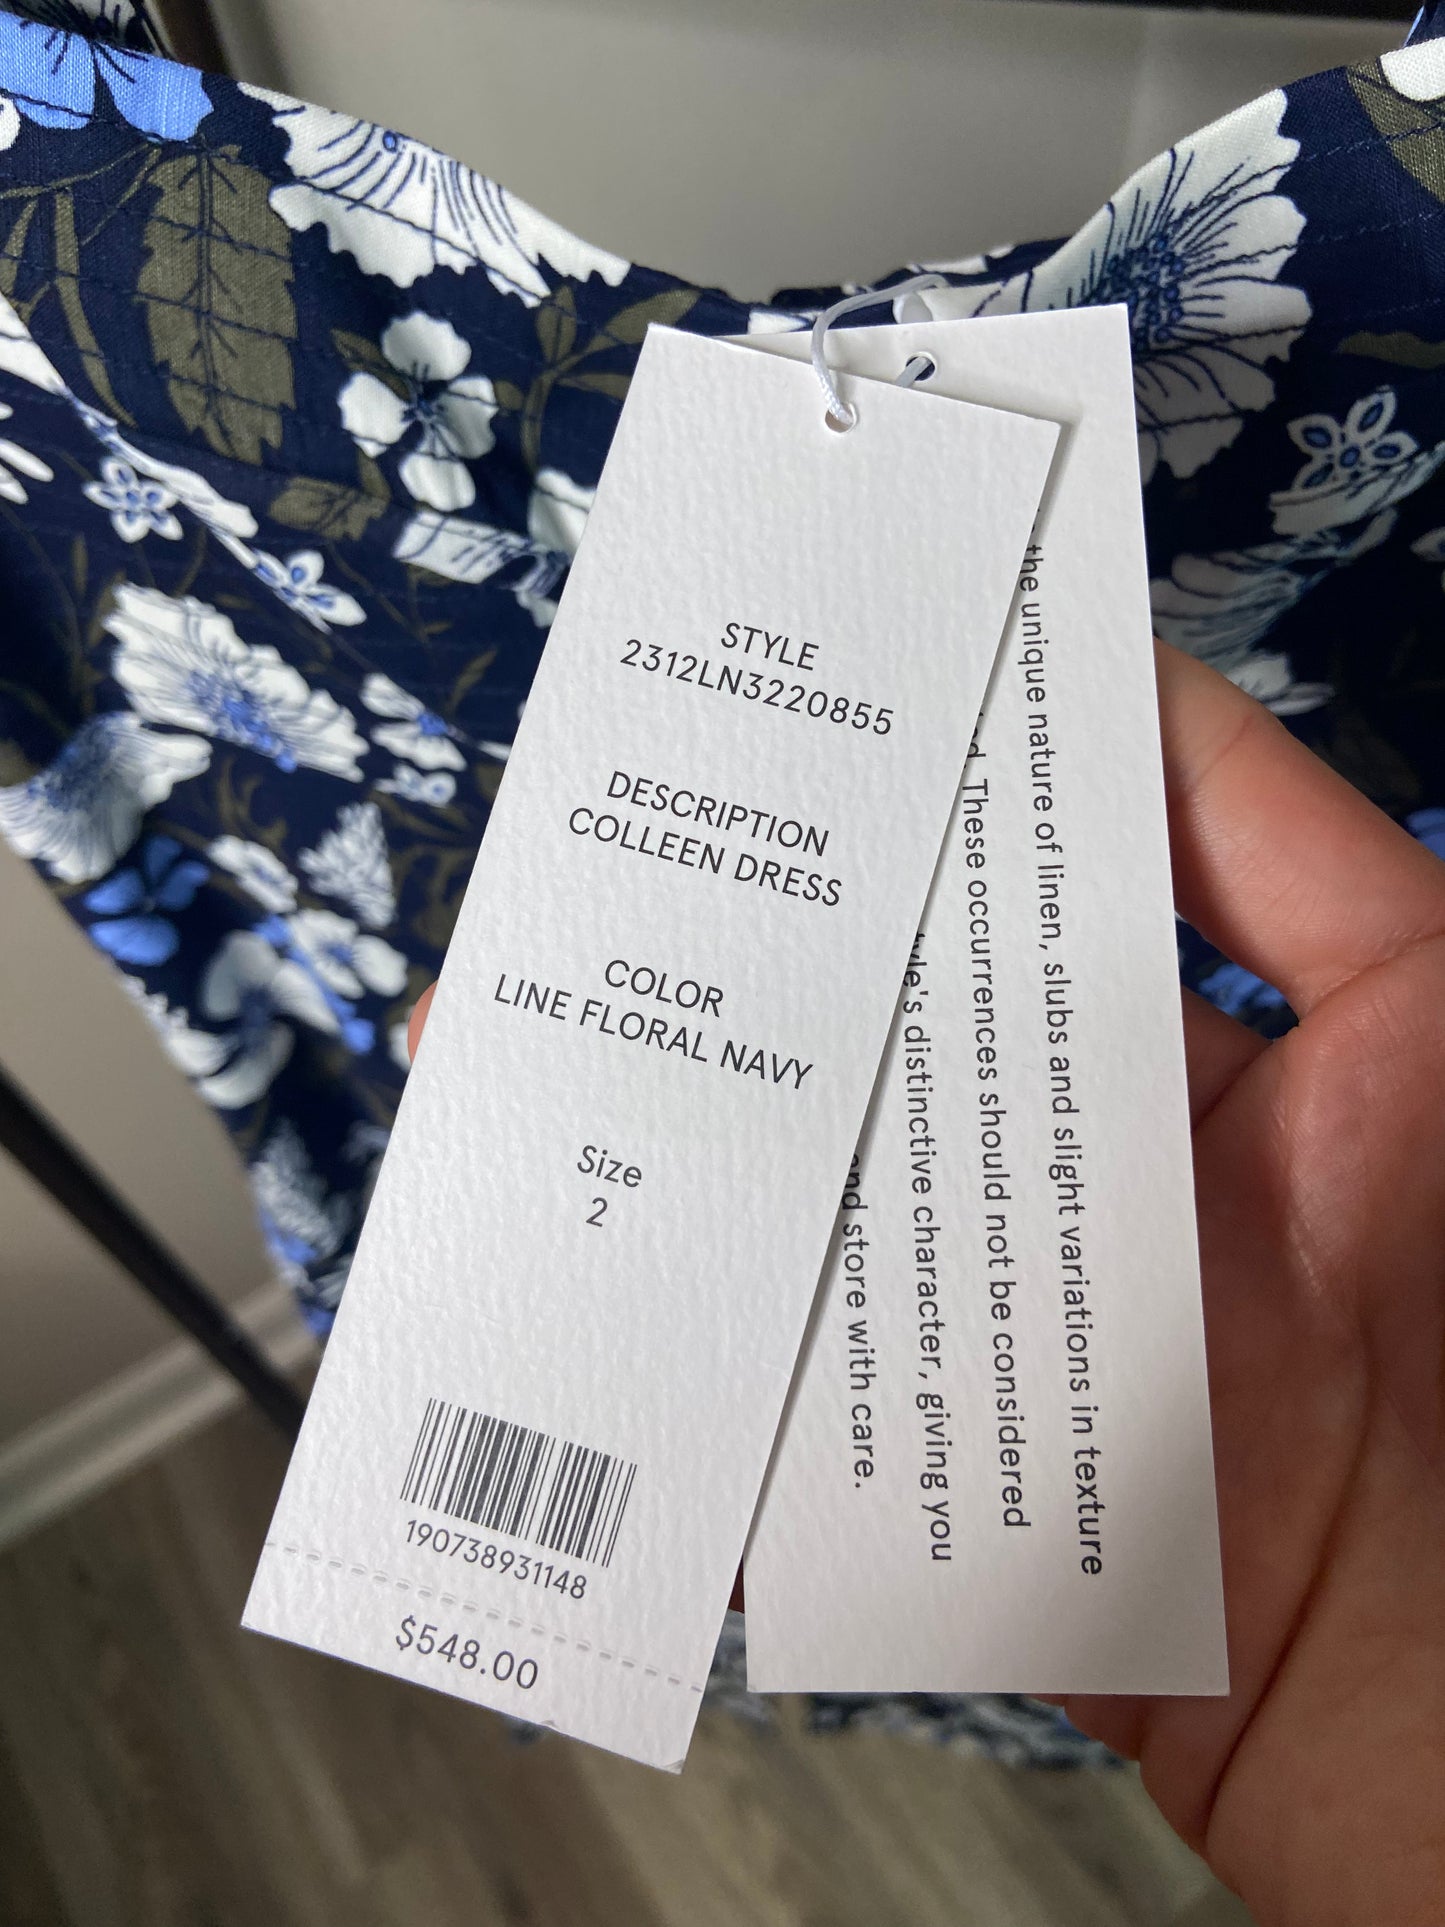 STYLE
2312LN3220855
DESCRIPTION
COLLEEN DRESS
COLOR
LINE FLORAL NAVY
Size
2
190738931148
$548.00
the unique nature of linen, slubs and slight variations in texture
These occurrences should not be considered
distinctive character, giving you
and store with care.